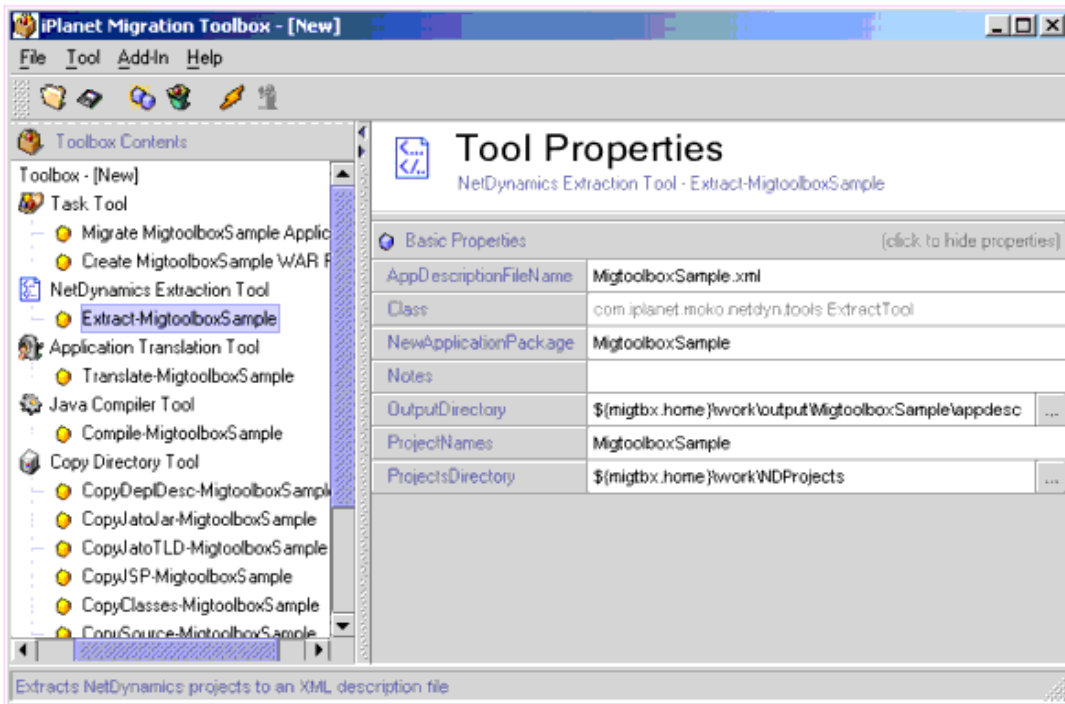 iPlanet Migration Toolbox - [New]
File Tool Add-In Help
Toolbox Contents
Toolbox - [New]
Task Tool
Migrate MigtoolboxSample Applic
Create MigtoolboxSample WAR F
NetDynamics Extraction Tool
Extract-MigtoolboxSample
Application Translation Tool
Translate-MigtoolboxSample
Java Compiler Tool
Compile-MigtoolboxSample
Copy Directory Tool
CopyDeplDesc-MigtoolboxSample
CopyJatoJar-MigtoolboxSample
CopyJatoTLD-MigtoolboxSample
CopyJSP-MigtoolboxSample
CopyClasses-MigtoolboxSample
CopySource-MigtoolboxSample
Tool Properties
NetDynamics Extraction Tool - Extract-MigtoolboxSample
Basic Properties (click to hide properties)
AppDescriptionFileName MigtoolboxSample.xml
Class com.iplanet.moko.netdyn.tools.ExtractTool
NewApplicationPackage MigtoolboxSample
Notes
OutputDirectory ${migtbx.home}\work\output\MigtoolboxSample\appdesc ...
ProjectNames MigtoolboxSample
ProjectsDirectory ${migtbx.home}\work\NDProjects ...
Extracts NetDynamics projects to an XML description file